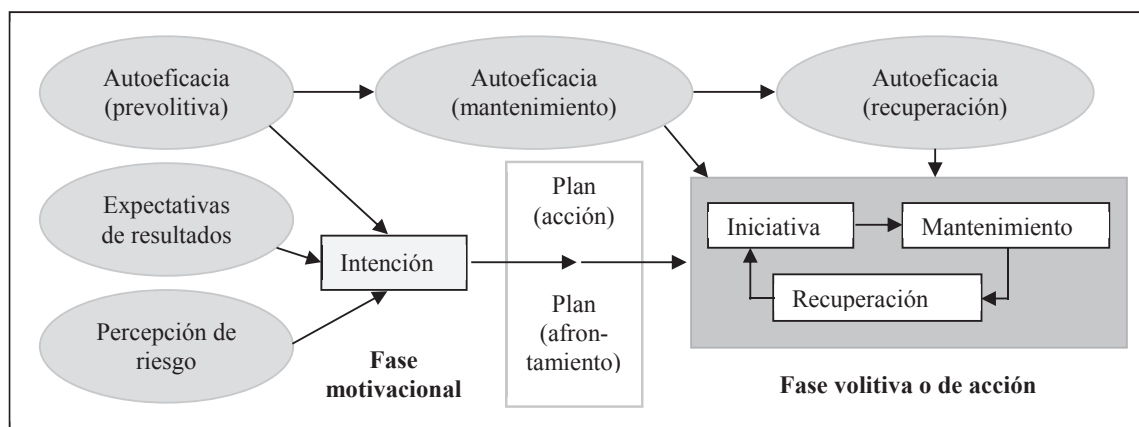 Autoeficacia
(prevolitiva)
Autoeficacia
(mantenimiento)
Autoeficacia
(recuperación)
Expectativas
de resultados
Percepción de
riesgo
Intención
Fase
motivacional
Plan
(acción)
Plan
(afron-
tamiento)
Iniciativa
Mantenimiento
Recuperación
Fase volitiva o de acción